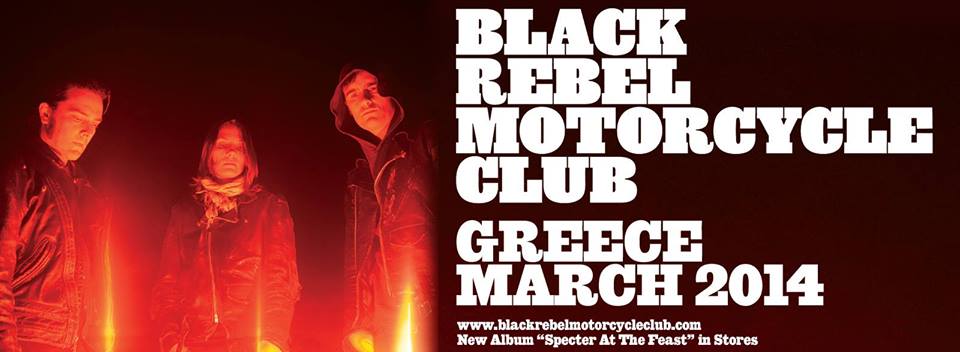 BLACK
REBEL
MOTORCYCLE
CLUB
GREECE
MARCH 2014
www.blackrebelmotorcycleclub.com
New Album “Specter At The Feast” in Stores